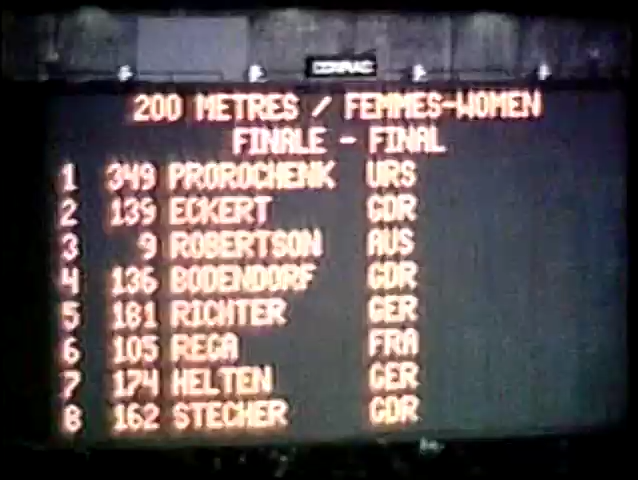 CONRAC
200 METRES / FEMMES-WOMEN
FINALE - FINAL
1 349 PROROCHENK URS
2 139 ECKERT GDR
3 9 ROBERTSON AUS
4 136 BODENDORF GDR
5 181 RICHTER GER
6 105 REGA FRA
7 174 HELTEN GER
8 162 STECHER GDR